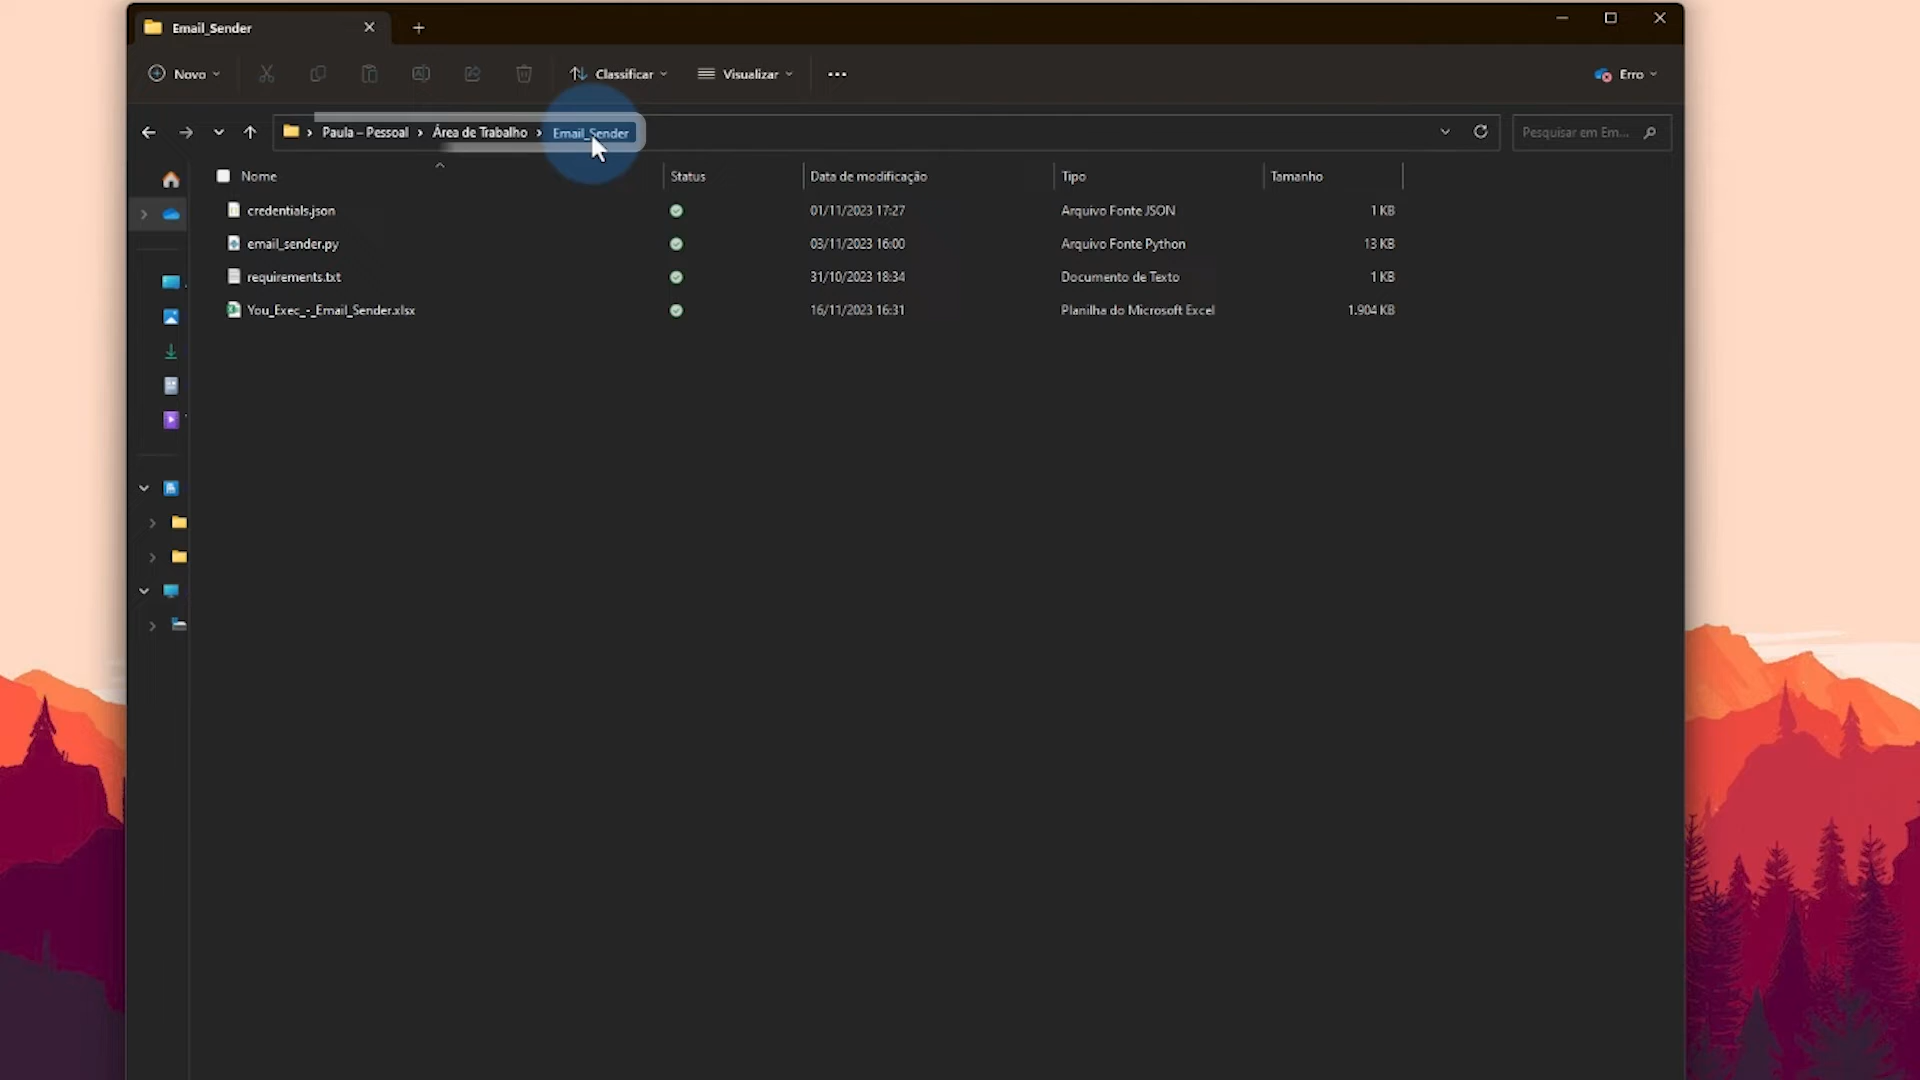 Email_Sender
Novo Classificar Visualizar Erro
Paula – Pessoal Área de Trabalho Email_Sender Pesquisar em Em...
Nome Status Data de modificação Tipo Tamanho
credentials.json 01/11/2023 17:27 Arquivo Fonte JSON 1 KB
email_sender.py 03/11/2023 16:00 Arquivo Fonte Python 13 KB
requirements.txt 31/10/2023 18:34 Documento de Texto 1 KB
You_Exec_-_Email_Sender.xlsx 16/11/2023 16:31 Planilha do Microsoft Excel 1.904 KB